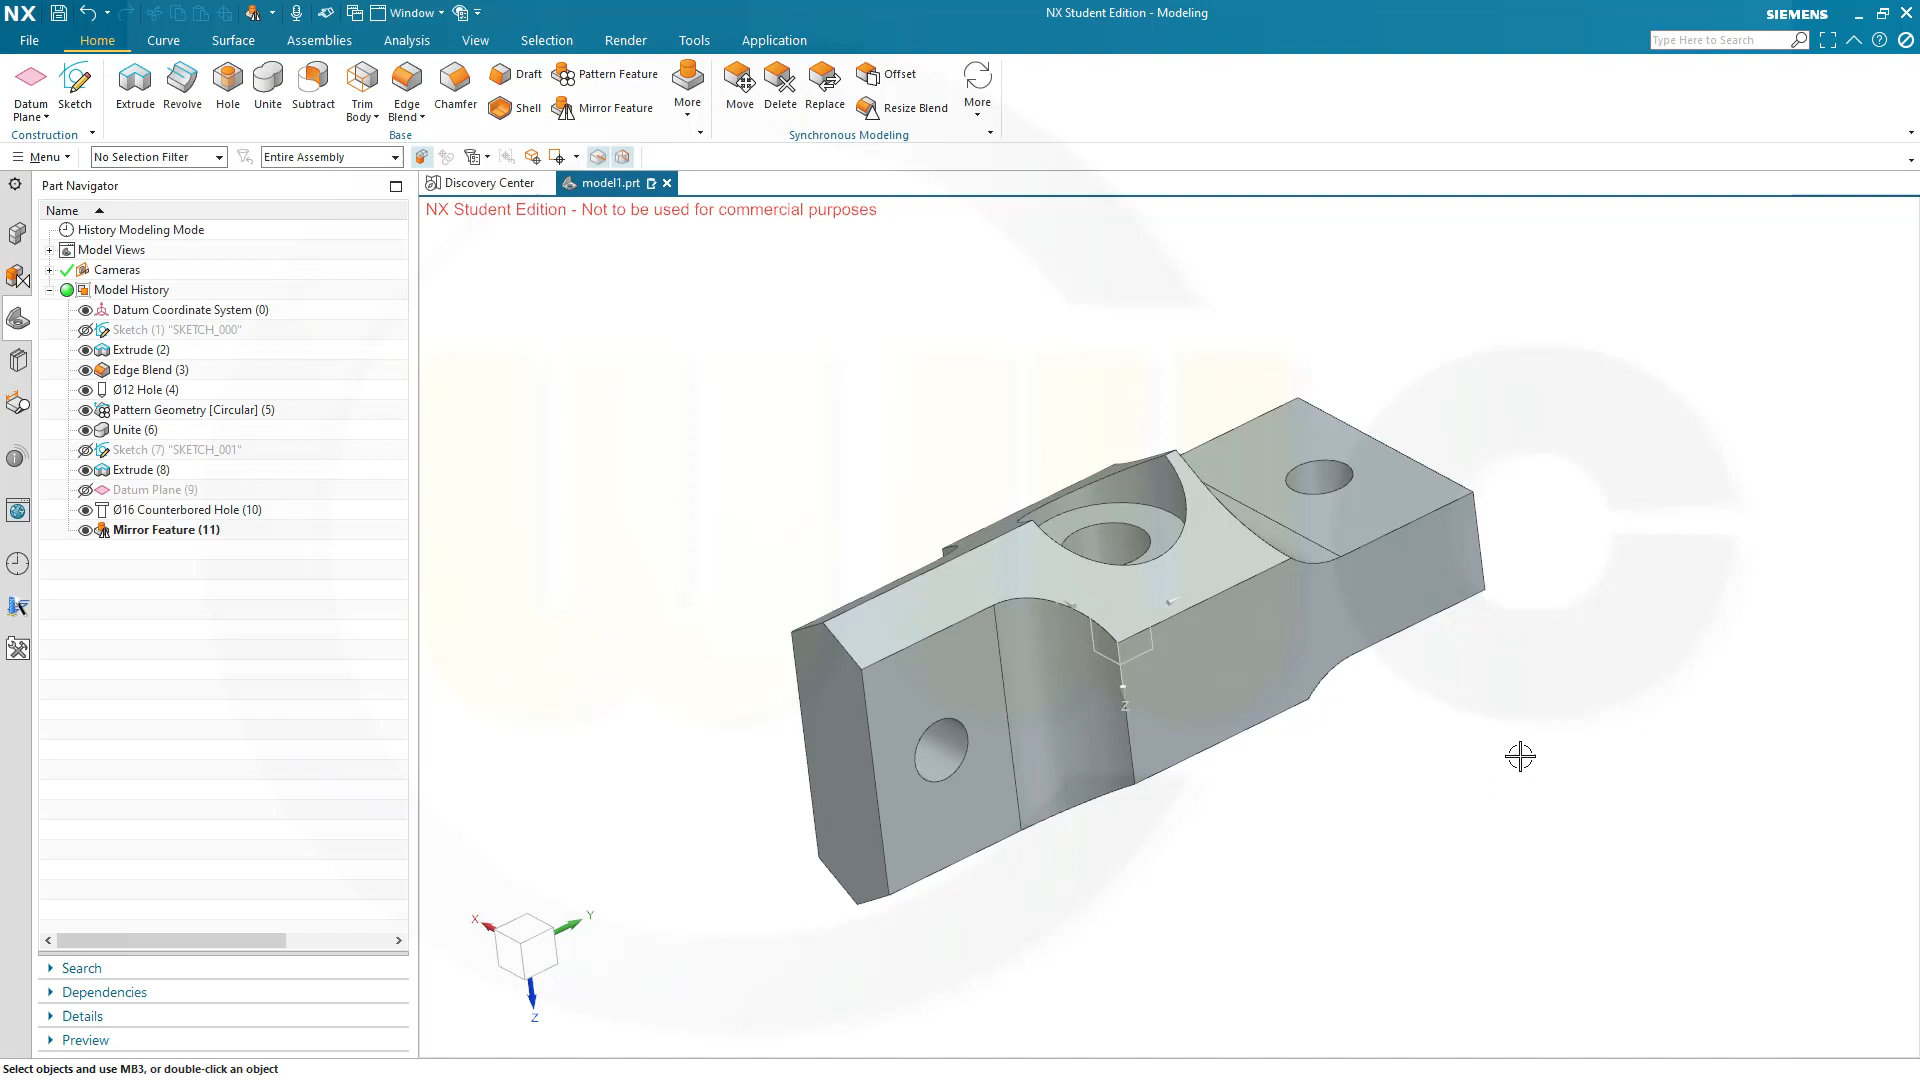 NX
Window
NX Student Edition - Modeling
SIEMENS
File
Home
Curve
Surface
Assemblies
Analysis
View
Selection
Render
Tools
Application
Type Here to Search
Datum Plane
Sketch
Extrude
Revolve
Hole
Unite
Subtract
Trim Body
Edge Blend
Chamfer
Draft
Shell
Pattern Feature
Mirror Feature
More
Move
Delete
Replace
Offset
Resize Blend
More
Construction
Base
Synchronous Modeling
Menu
No Selection Filter
Entire Assembly
Part Navigator
Discovery Center
model1.prt
NX Student Edition - Not to be used for commercial purposes
Name
History Modeling Mode
Model Views
Cameras
Model History
Datum Coordinate System (0)
Sketch (1) "SKETCH_000"
Extrude (2)
Edge Blend (3)
Ø12 Hole (4)
Pattern Geometry [Circular] (5)
Unite (6)
Sketch (7) "SKETCH_001"
Extrude (8)
Datum Plane (9)
Ø16 Counterbored Hole (10)
Mirror Feature (11)
Z
X
Y
Z
Search
Dependencies
Details
Preview
Select objects and use MB3, or double-click an object